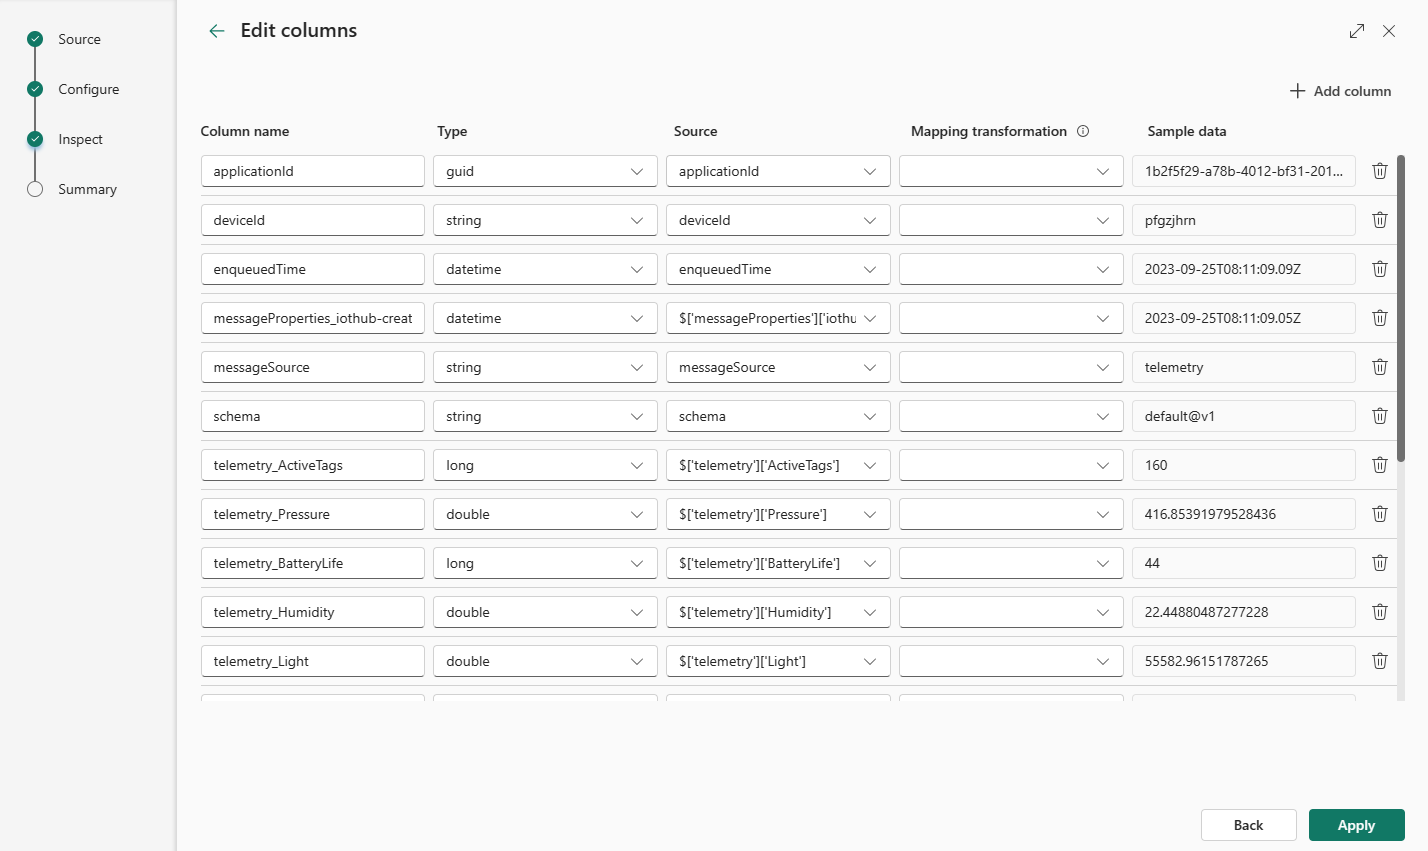 Source
Configure
Inspect
Summary
Edit columns
Add column
Column name Type Source Mapping transformation Sample data
applicationId guid applicationId 1b2f5f29-a78b-4012-bf31-201...
deviceId string deviceId pfgzjhrn
enqueuedTime datetime enqueuedTime 2023-09-25T08:11:09.09Z
messageProperties_iothub-creat datetime $['messageProperties']['iothu 2023-09-25T08:11:09.05Z
messageSource string messageSource telemetry
schema string schema default@v1
telemetry_ActiveTags long $['telemetry']['ActiveTags'] 160
telemetry_Pressure double $['telemetry']['Pressure'] 416.85391979528436
telemetry_BatteryLife long $['telemetry']['BatteryLife'] 44
telemetry_Humidity double $['telemetry']['Humidity'] 22.44880487277228
telemetry_Light double $['telemetry']['Light'] 55582.96151787265
Back Apply